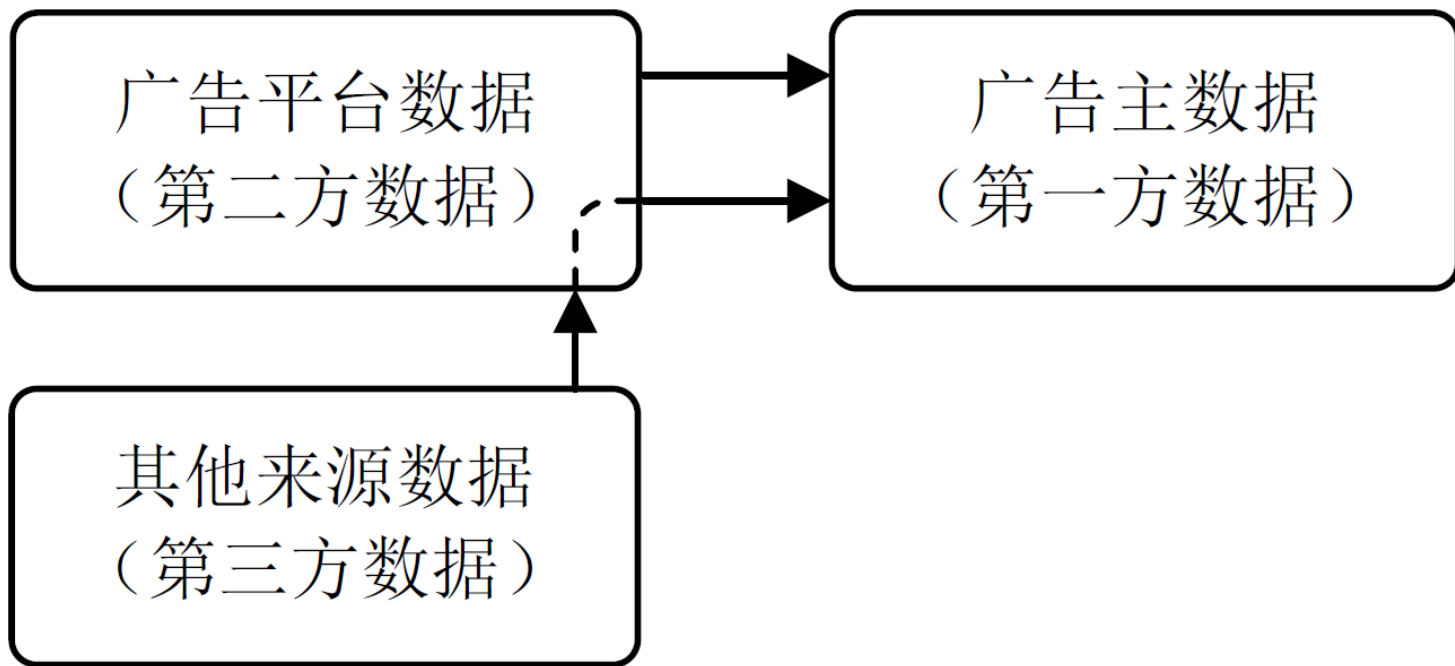 广告平台数据
（第二方数据）
广告主数据
（第一方数据）
其他来源数据
（第三方数据）